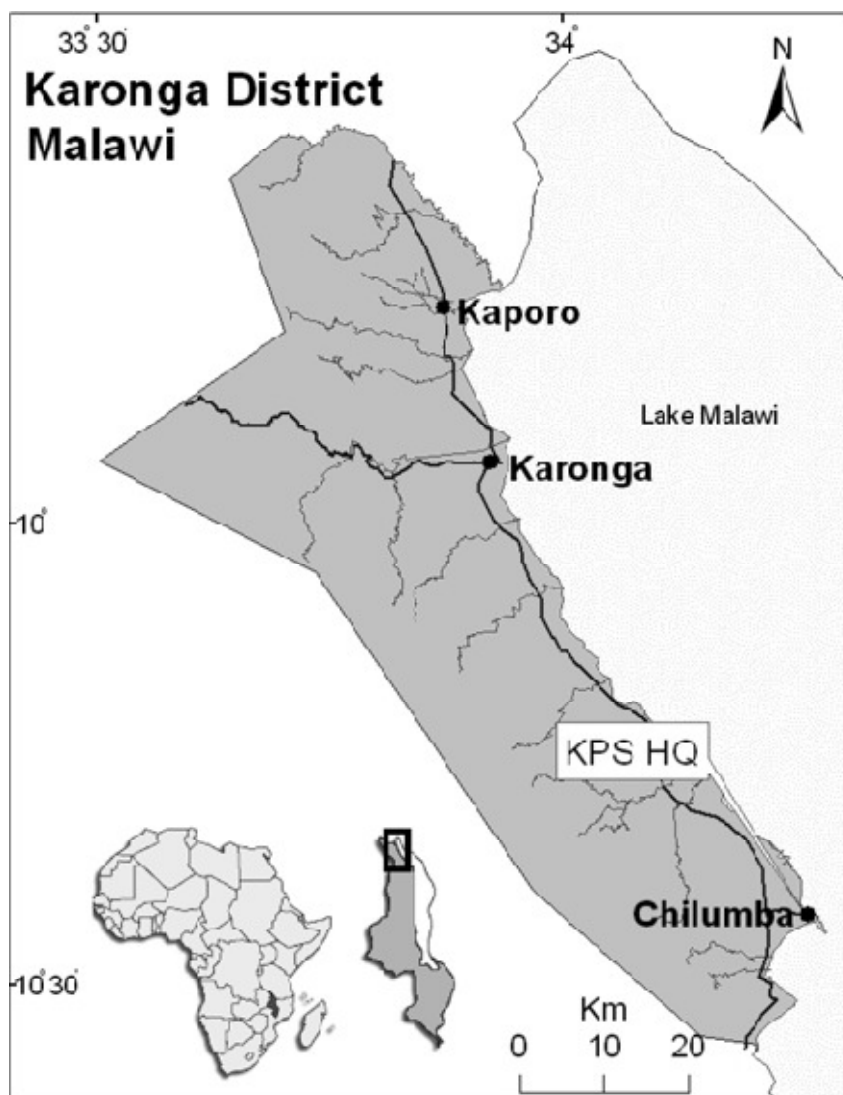 33 30
34
Karonga District
Malawi
N
Kaporo
Lake Malawi
Karonga
10°
KPS HQ
Chilumba
10°30'
Km
0 10 20